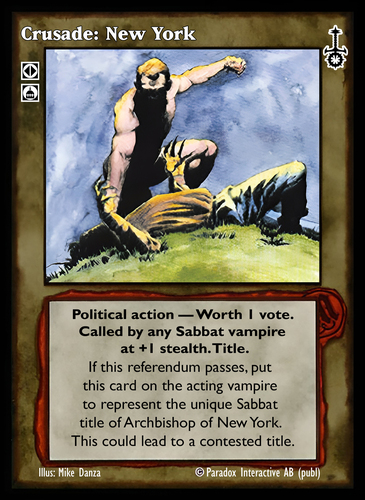 Crusade: New York
Political action — Worth 1 vote.
Called by any Sabbat vampire
at +1 stealth. Title.
If this referendum passes, put
this card on the acting vampire
to represent the unique Sabbat
title of Archbishop of New York.
This could lead to a contested title.
Illus: Mike Danza
© Paradox Interactive AB (publ)